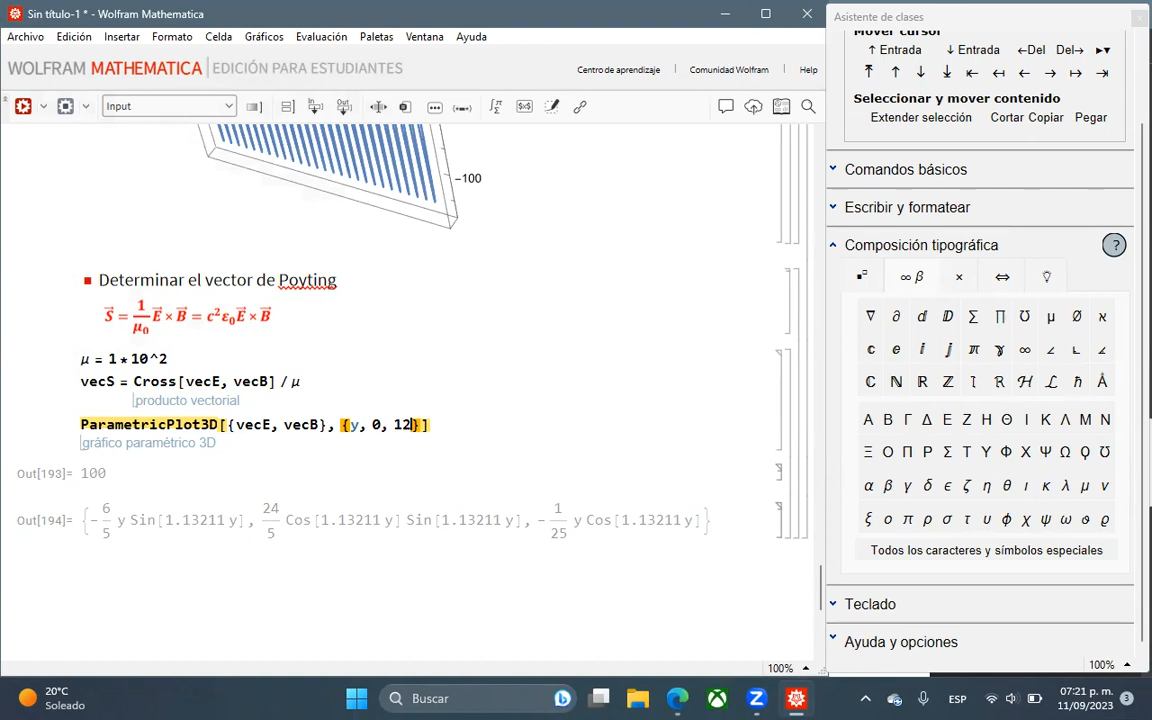 Sin título-1 * - Wolfram Mathematica
Archivo Edición Insertar Formato Celda Gráficos Evaluación Paletas Ventana Ayuda
WOLFRAM MATHEMATICA | EDICIÓN PARA ESTUDIANTES
Centro de aprendizaje | Comunidad Wolfram | Help
Input
-100
Determinar el vector de Poyting
S⃗ = 1/μ₀ E⃗ × B⃗ = c² ε₀ E⃗ × B⃗
μ = 1*10^2
vecS = Cross[vecE, vecB] / μ
producto vectorial
ParametricPlot3D[{vecE, vecB}, {y, 0, 12}]
gráfico paramétrico 3D
Out[193]= 100
Out[194]= {- 6/5 y Sin[1.13211 y], 24/5 Cos[1.13211 y] Sin[1.13211 y], - 1/25 y Cos[1.13211 y]}
100%
Asistente de clases
Mover cursor
↑ Entrada ↓ Entrada ←Del Del→ ▸▾
Seleccionar y mover contenido
Extender selección Cortar Copiar Pegar
Comandos básicos
Escribir y formatear
Composición tipográfica
?
∞ β × ⇔
∇ ∂ ⅆ ⅅ ∑ ∏ ℧ μ Ø ℵ
ℂ ℕ ℝ ℤ ℩ ℛ ℋ ℒ ℏ Å
Α Β Γ Δ Ε Ζ Η Θ Ι Κ Λ Μ Ν
Ξ Ο Π Ρ Σ Τ Υ Φ Χ Ψ Ω Ϙ ℧
α β γ δ ϵ ζ η θ ι κ λ μ ν
ξ ο π ρ σ τ υ φ χ ψ ω ϑ ϱ
Todos los caracteres y símbolos especiales
Teclado
Ayuda y opciones
100%
20°C
Soleado
Buscar
ESP
07:21 p. m.
11/09/2023
3